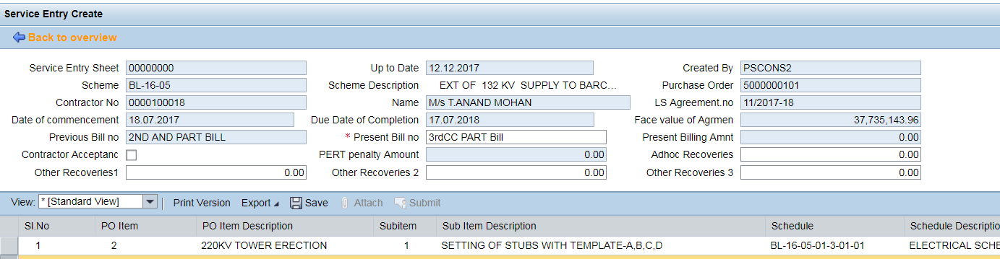 Service Entry Create
Back to overview
Service Entry Sheet 00000000 Up to Date 12.12.2017 Created By PSCONS2
Scheme BL-16-05 Scheme Description EXT OF 132 KV SUPPLY TO BARC... Purchase Order 5000000101
Contractor No 0000100018 Name M/s T.ANAND MOHAN LS Agreement.no 11/2017-18
Date of commencement 18.07.2017 Due Date of Completion 17.07.2018 Face value of Agrmen 37,735,143.96
Previous Bill no 2ND AND PART BILL * Present Bill no 3rdCC PART Bill Present Billing Amnt 0.00
Contractor Acceptanc PERT penalty Amount 0.00 Adhoc Recoveries 0.00
Other Recoveries1 0.00 Other Recoveries 2 0.00 Other Recoveries 3 0.00
View: * [Standard View] Print Version Export Save Attach Submit
Sl.No PO Item PO Item Description Subitem Sub Item Description Schedule Schedule Descriptio
1 2 220KV TOWER ERECTION 1 SETTING OF STUBS WITH TEMPLATE-A,B,C,D BL-16-05-01-3-01-01 ELECTRICAL SCHE